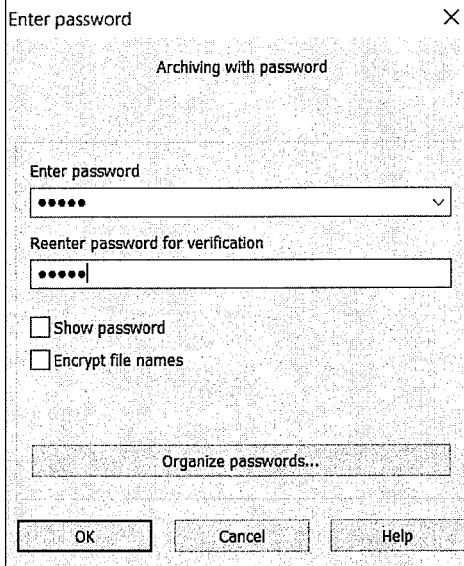 Enter password
Archiving with password
Enter password
●●●●●
Reenter password for verification
●●●●●
Show password
Encrypt file names
Organize passwords...
OK Cancel Help